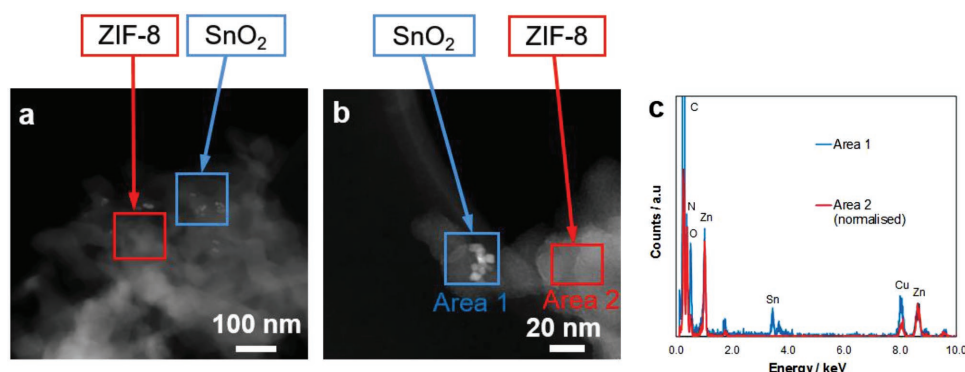 ZIF-8
SnO₂
a
100 nm
SnO₂
ZIF-8
b
Area 1
Area 2
20 nm
c
C
N
O
Zn
Sn
Cu
Zn
Area 1
Area 2
(normalised)
Counts / a.u
0.0 2.0 4.0 6.0 8.0 10.0
Energy / keV